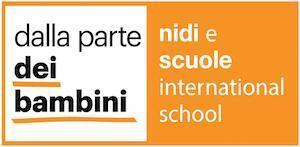 dalla parte
dei
bambini
nidi e
scuole
international
school